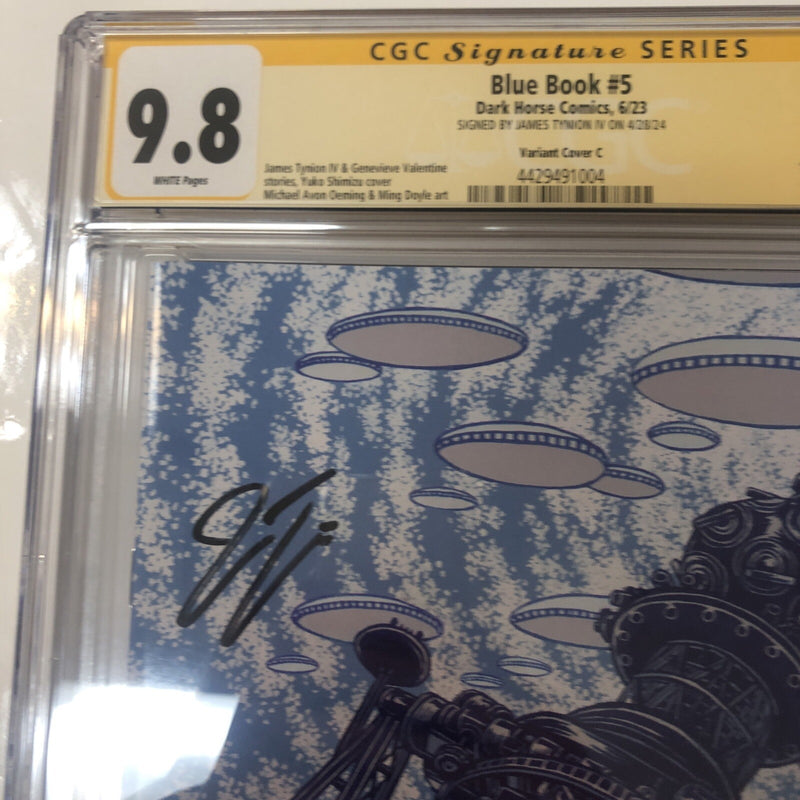 CGC Signature SERIES
9.8
WHITE Pages
Blue Book #5
Dark Horse Comics, 6/23
SIGNED BY JAMES TYNION IV ON 4/28/24
Variant Cover C
4429491004
James Tynion IV & Genevieve Valentine
stories, Yuko Shimizu cover
Michael Avon Oeming & Ming Doyle art